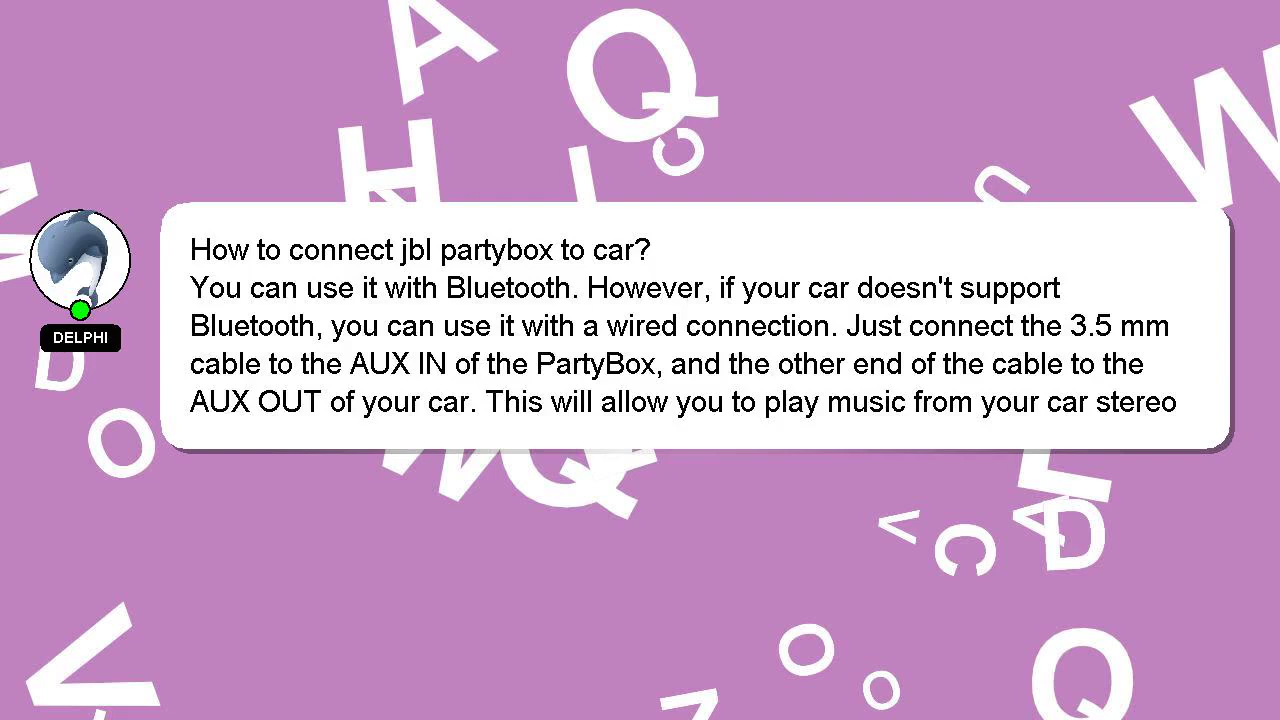 How to connect jbl partybox to car?
You can use it with Bluetooth. However, if your car doesn't support
Bluetooth, you can use it with a wired connection. Just connect the 3.5 mm
cable to the AUX IN of the PartyBox, and the other end of the cable to the
AUX OUT of your car. This will allow you to play music from your car stereo
DELPHI